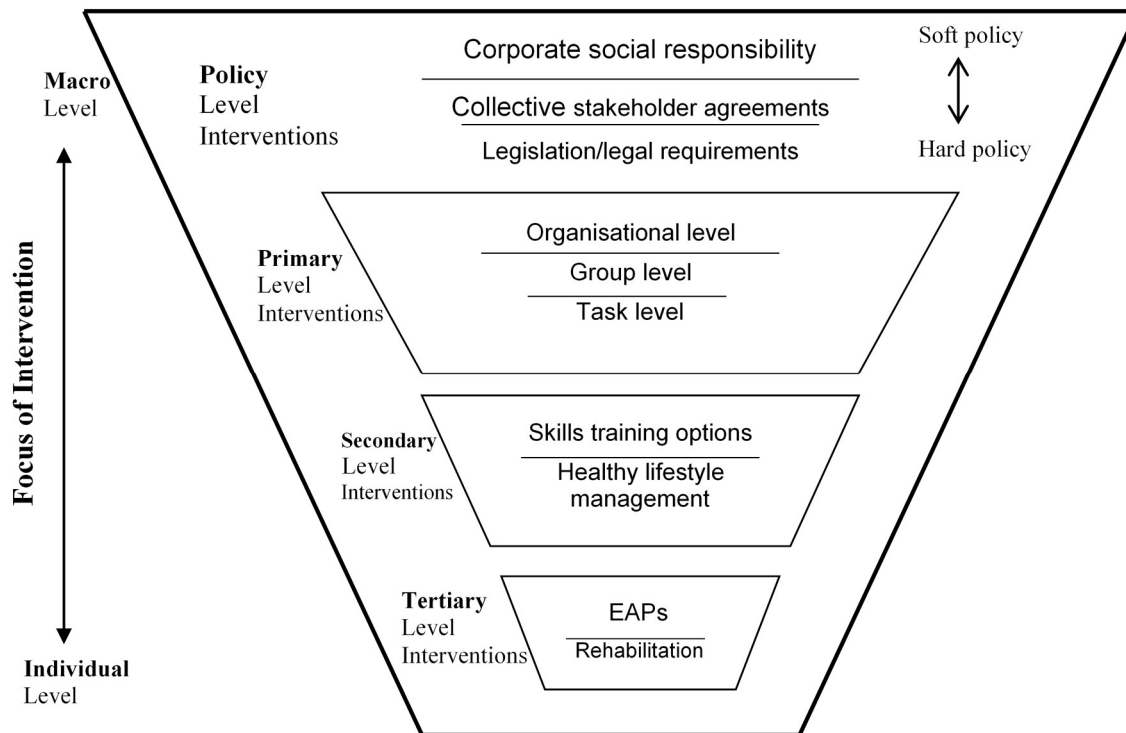 Corporate social responsibility
Soft policy
Macro
Level
Policy
Level
Interventions
Collective stakeholder agreements
Legislation/legal requirements
Hard policy
Focus of Intervention
Primary
Level
Interventions
Organisational level
Group level
Task level
Secondary
Level
Interventions
Skills training options
Healthy lifestyle
management
Tertiary
Level
Interventions
EAPs
Rehabilitation
Individual
Level